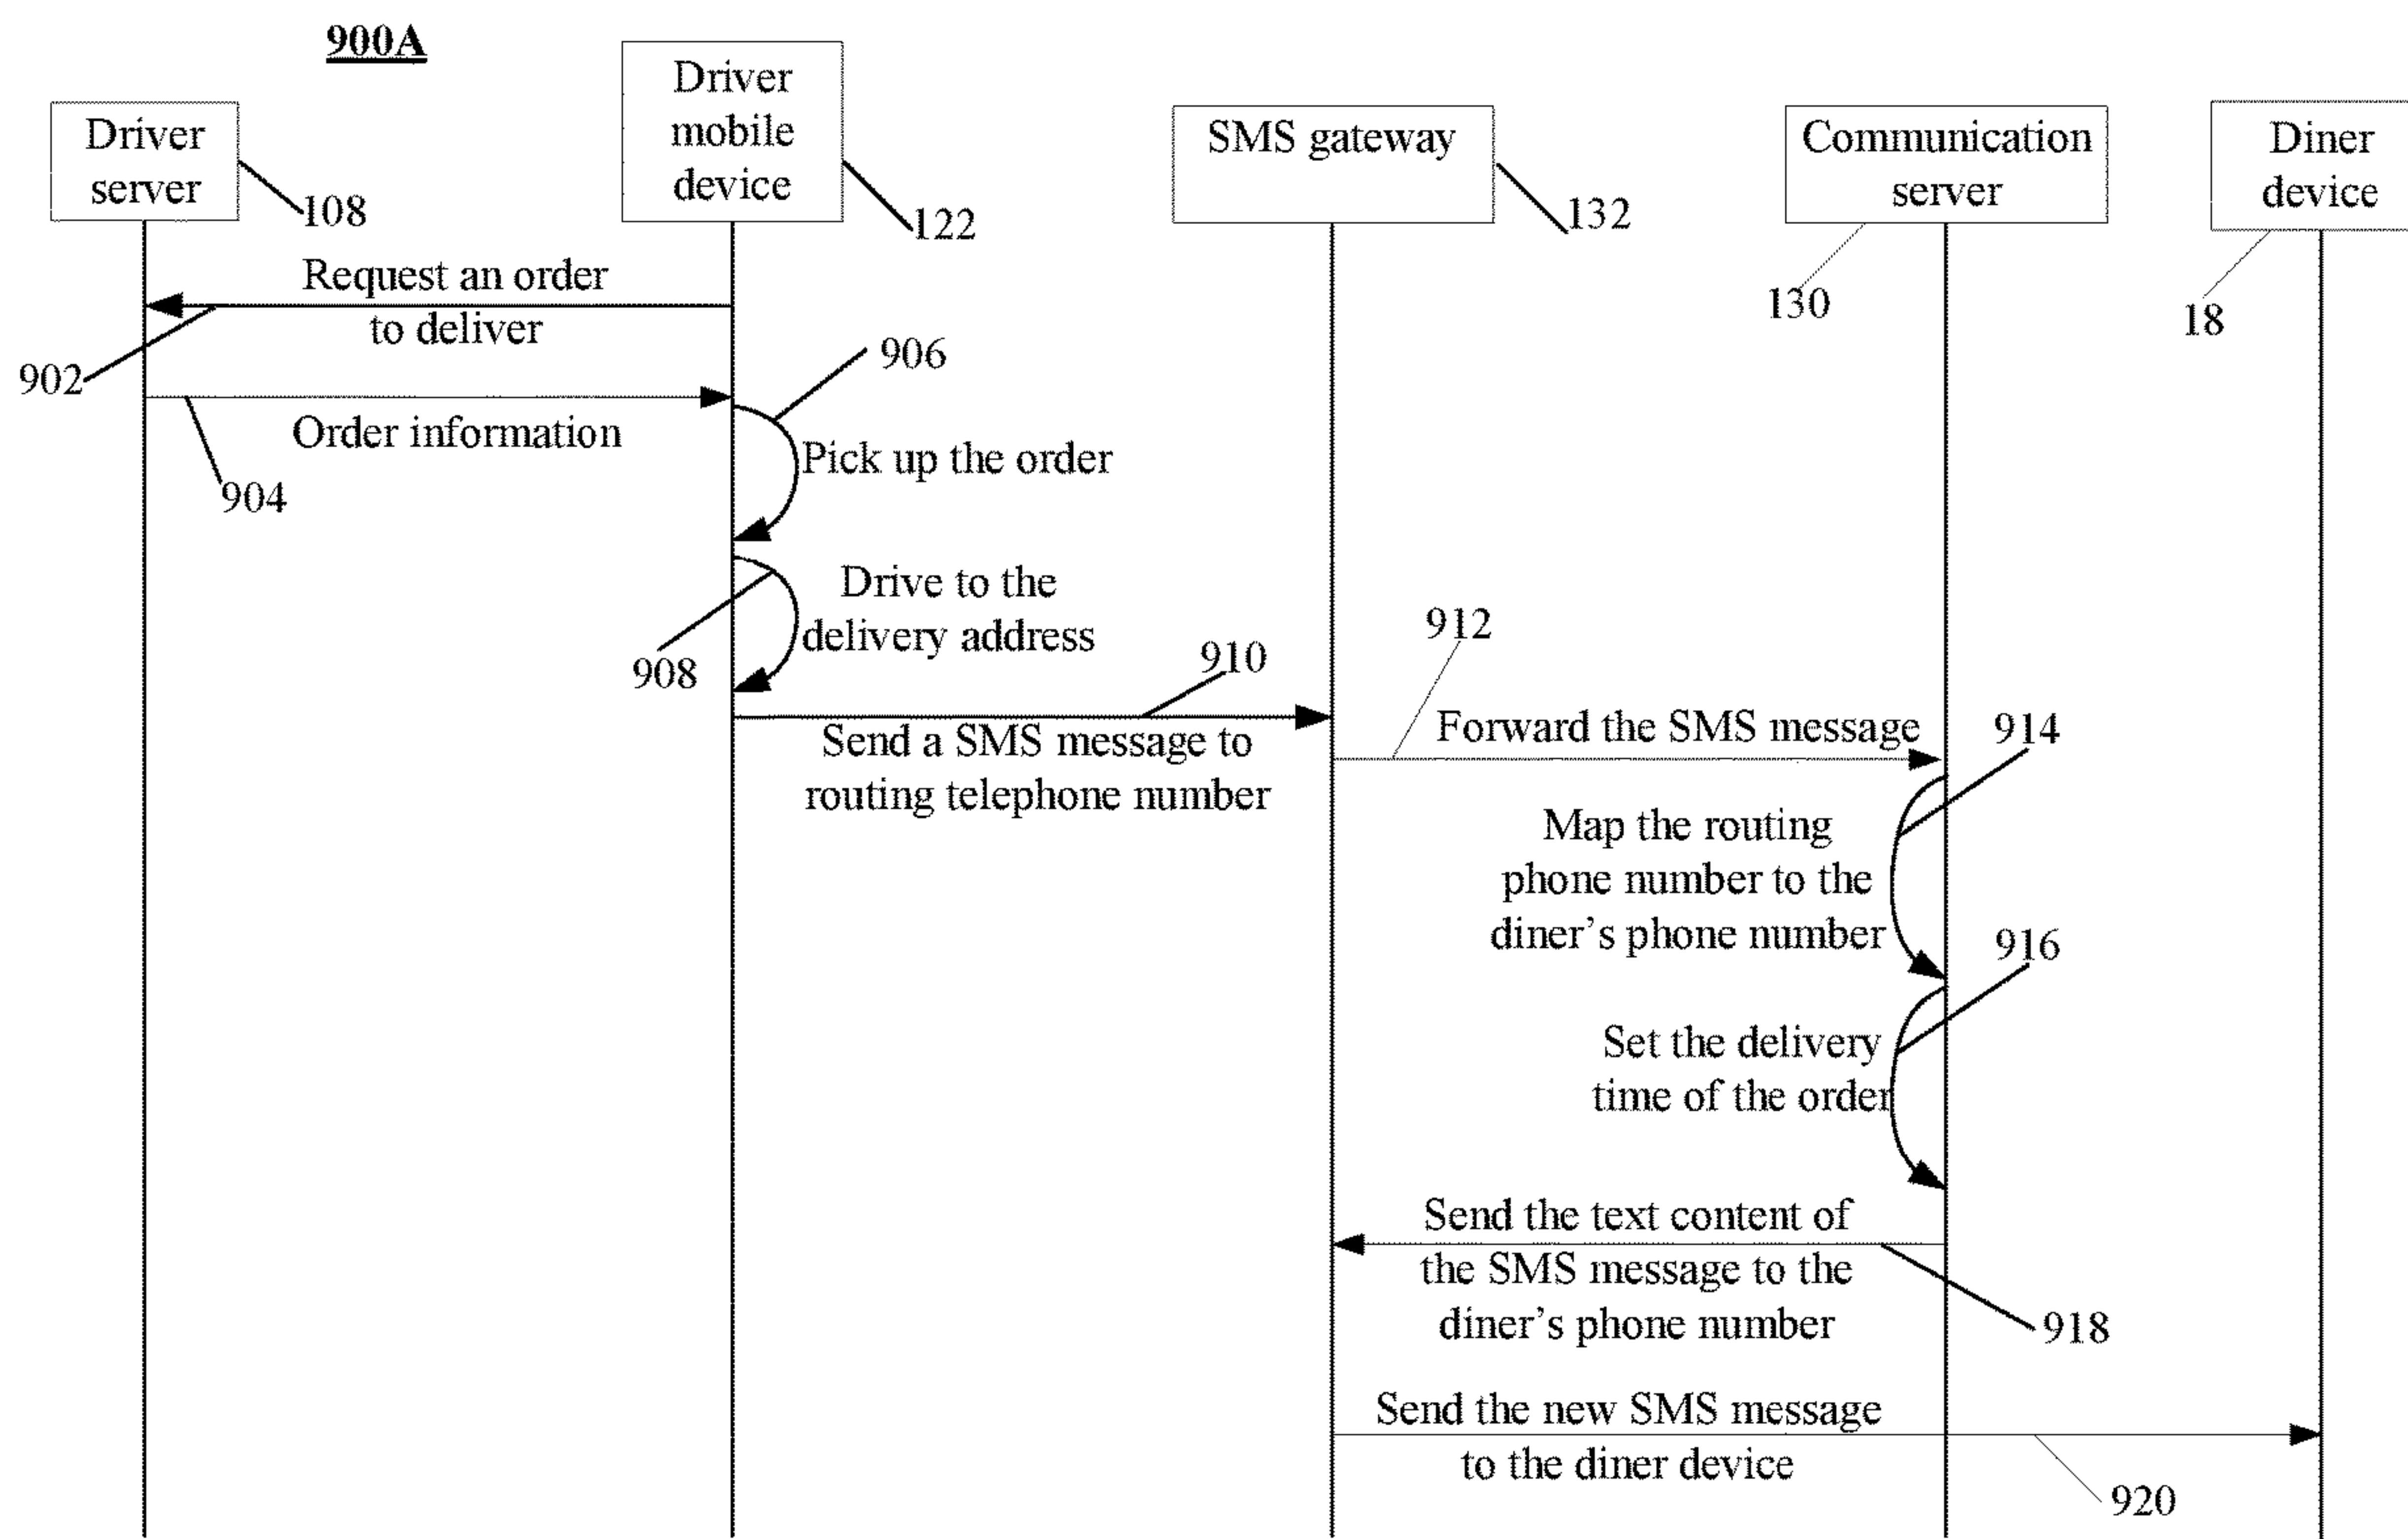 900A
Driver
server
108
Driver
mobile
device
122
SMS gateway
132
Communication
server
130
Diner
device
18
Request an order
to deliver
902
906
Order information
904
Pick up the order
Drive to the
delivery address
908
910
Send a SMS message to
routing telephone number
912
Forward the SMS message
914
Map the routing
phone number to the
diner’s phone number
916
Set the delivery
time of the order
Send the text content of
the SMS message to the
diner’s phone number
918
Send the new SMS message
to the diner device
920